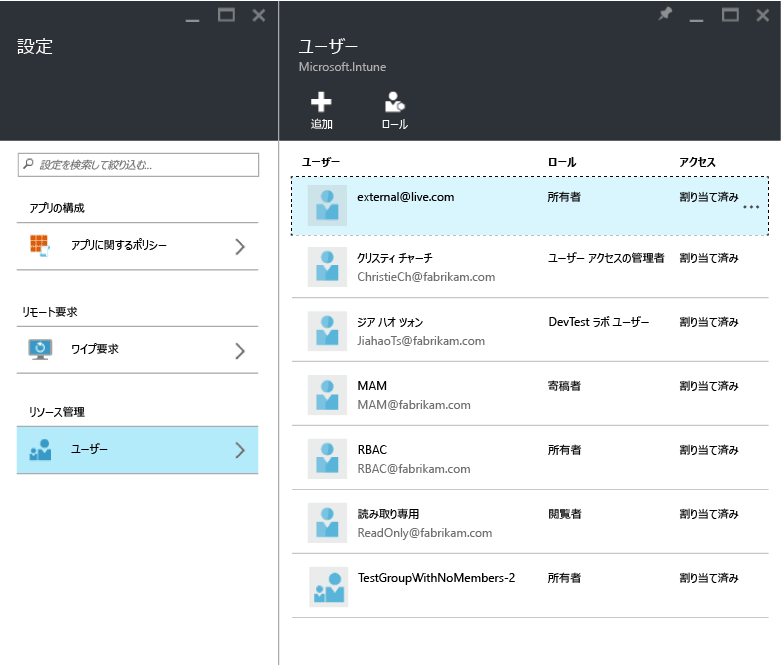 設定
設定を検索して絞り込む...
アプリの構成
アプリに関するポリシー
リモート要求
ワイプ要求
リソース管理
ユーザー
ユーザー
Microsoft.Intune
追加 ロール
ユーザー ロール アクセス
external@live.com 所有者 割り当て済み ...
クリスティ チャーチ ユーザー アクセスの管理者 割り当て済み
ChristieCh@fabrikam.com
ジア ハオ ツォン DevTest ラボ ユーザー 割り当て済み
JiahaoTs@fabrikam.com
MAM 寄稿者 割り当て済み
MAM@fabrikam.com
RBAC 所有者 割り当て済み
RBAC@fabrikam.com
読み取り専用 閲覧者 割り当て済み
ReadOnly@fabrikam.com
TestGroupWithNoMembers-2 所有者 割り当て済み